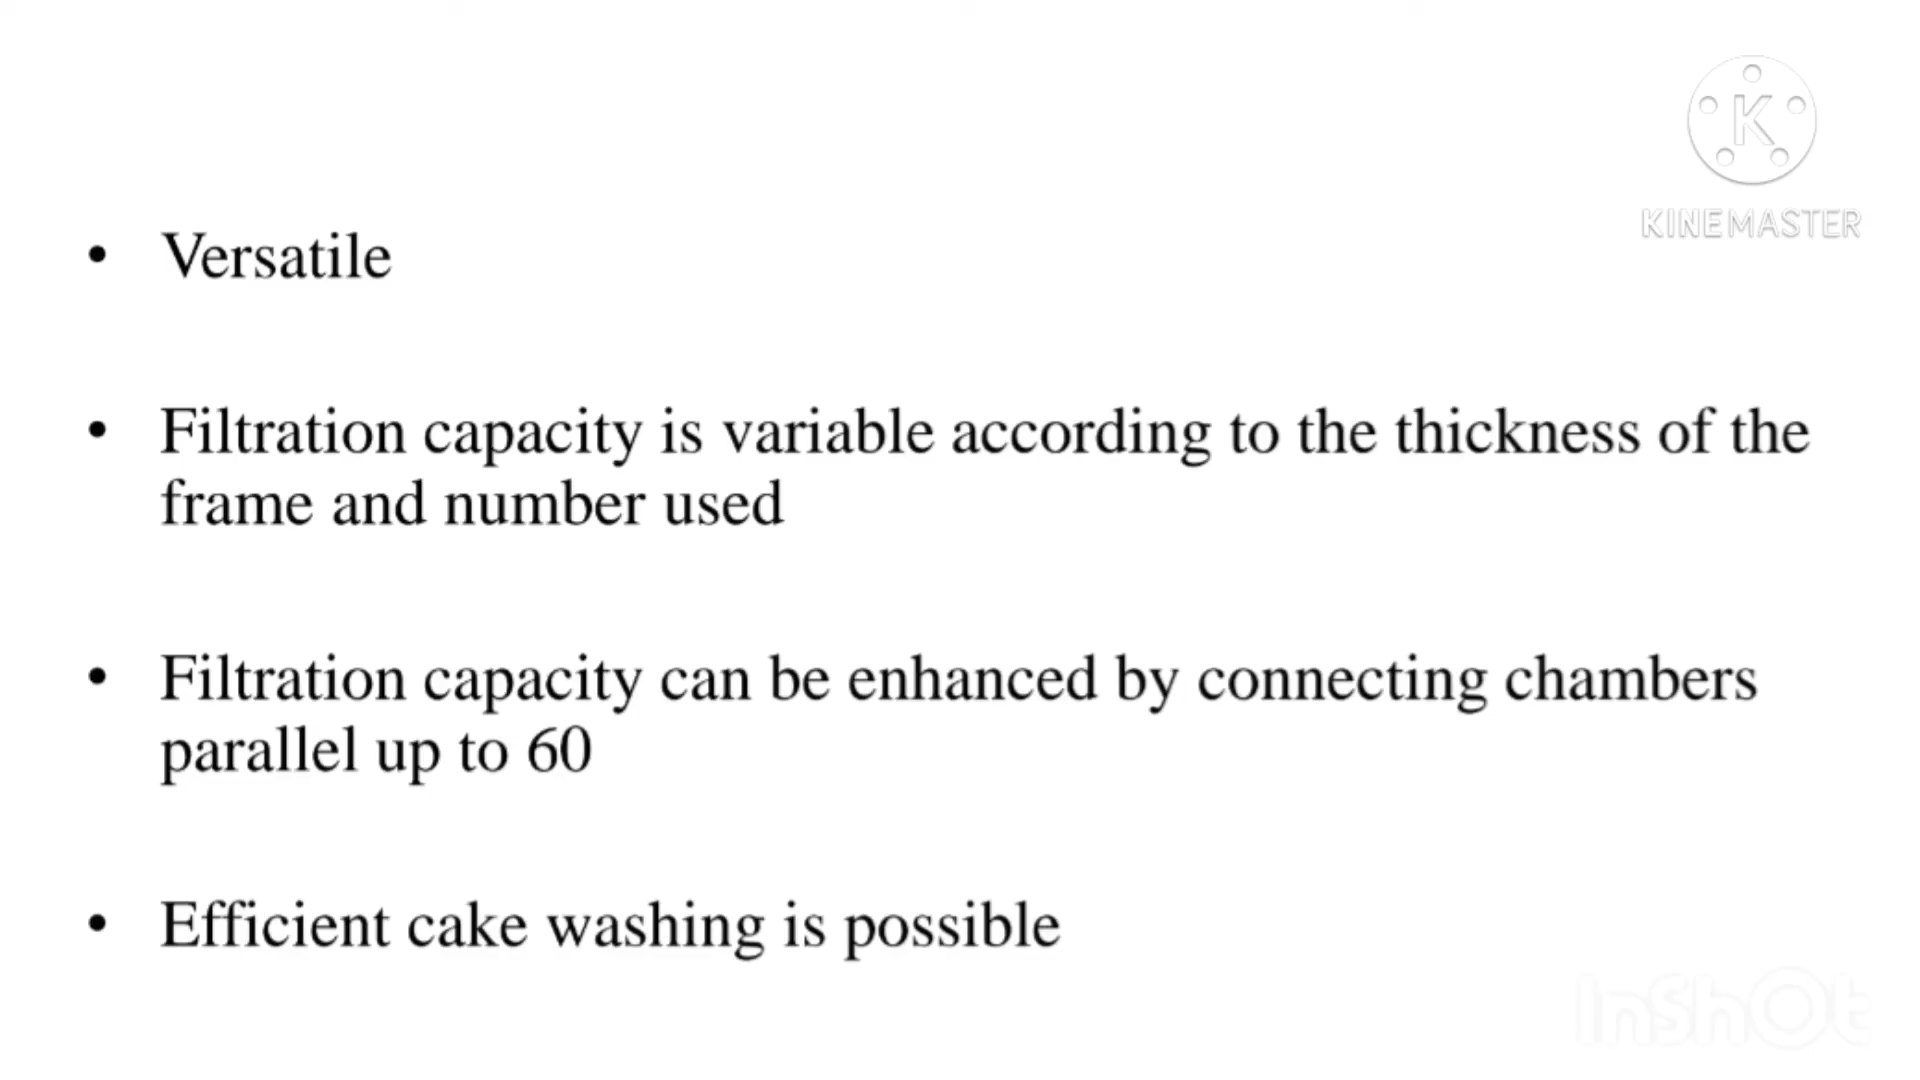 K
KINEMASTER
• Versatile
• Filtration capacity is variable according to the thickness of the
frame and number used
• Filtration capacity can be enhanced by connecting chambers
parallel up to 60
• Efficient cake washing is possible
InShOt